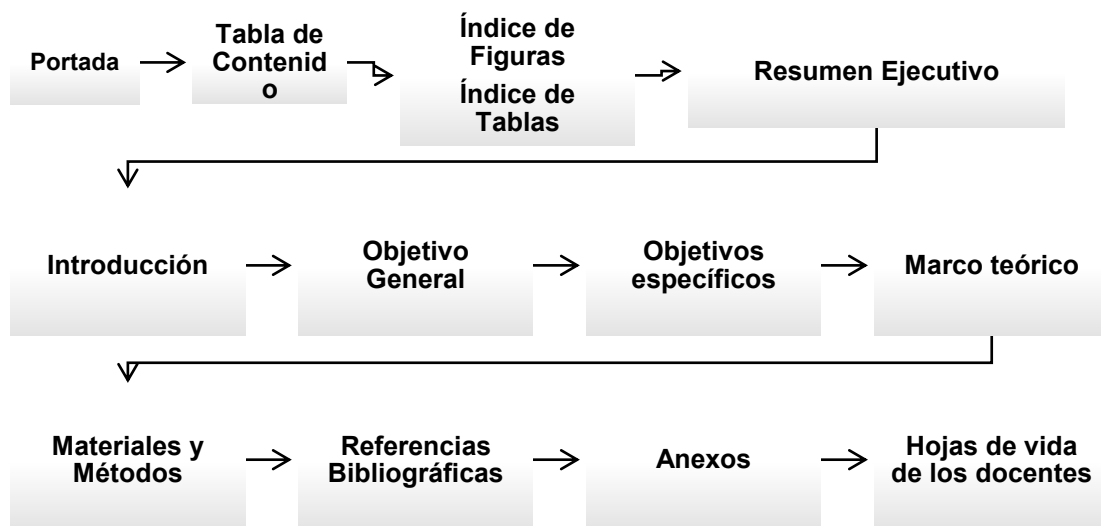 Portada
Tabla de
Contenid
o
Índice de
Figuras
Índice de
Tablas
Resumen Ejecutivo
Introducción
Objetivo
General
Objetivos
específicos
Marco teórico
Materiales y
Métodos
Referencias
Bibliográficas
Anexos
Hojas de vida
de los docentes